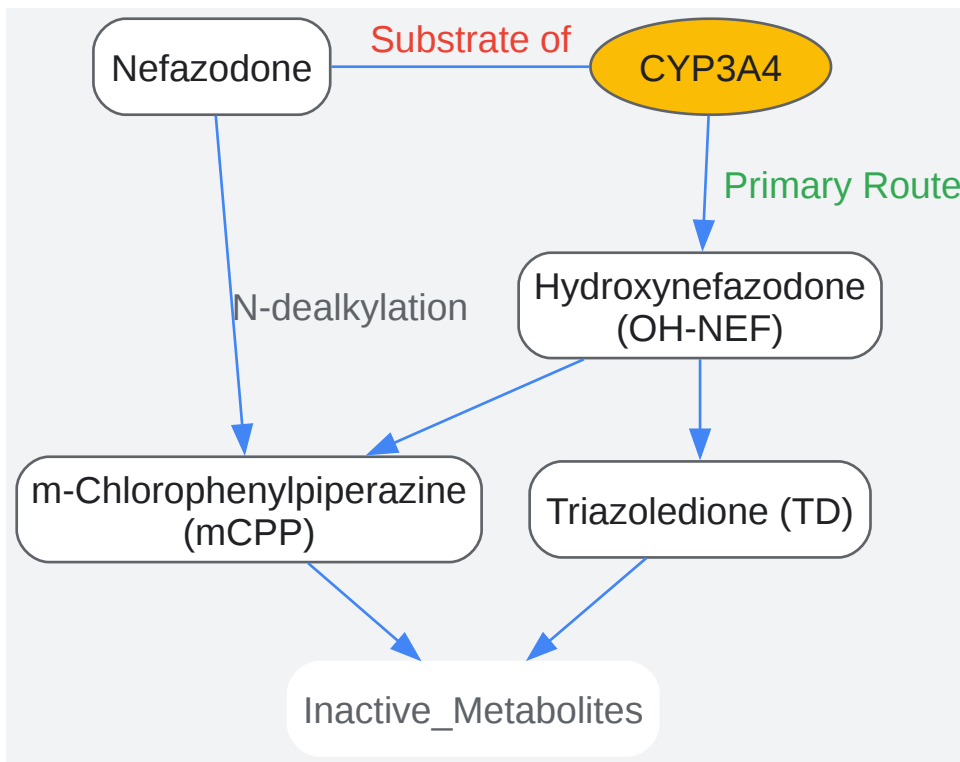 Nefazodone
Substrate of
CYP3A4
Primary Route
Hydroxynefazodone
(OH-NEF)
N-dealkylation
m-Chlorophenylpiperazine
(mCPP)
Triazoledione (TD)
Inactive_Metabolites